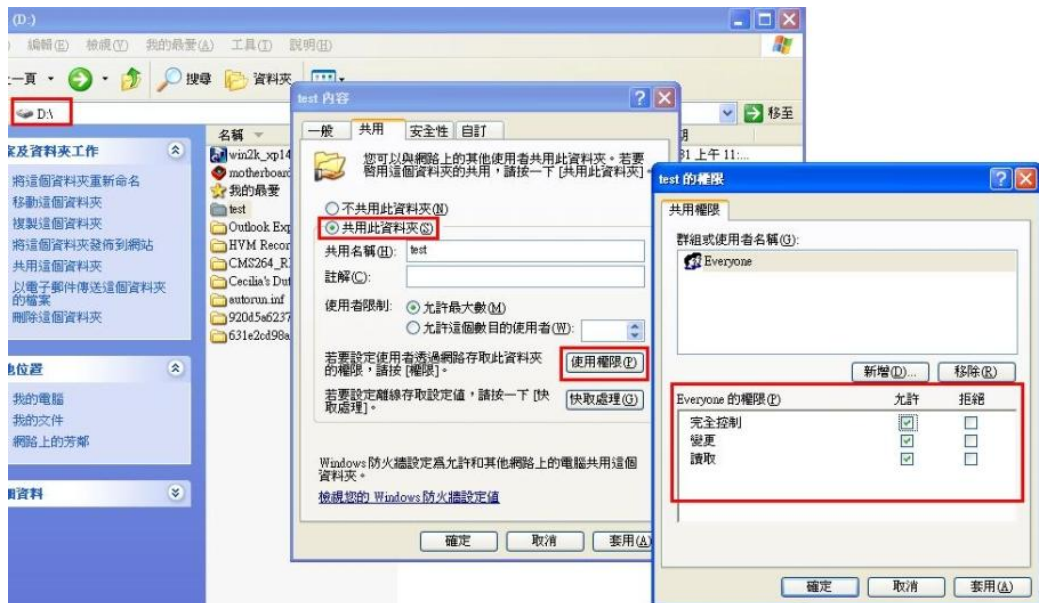 (D:)
編輯(E) 檢視(V) 我的最愛(A) 工具(T) 說明(H)
一頁 搜尋 資料夾
D:\ 移至
案及資料夾工作
將這個資料夾重新命名
移動這個資料夾
複製這個資料夾
將這個資料夾發佈到網站
共用這個資料夾
以電子郵件傳送這個資料夾
的檔案
刪除這個資料夾
位置
我的電腦
我的文件
網路上的芳鄰
資料
名稱
win2k_xp14
motherboard
我的最愛
test
Outlook Exp
HVM Recor
CMS264_R
Cecilia's Dut
autorun.inf
920d5a6237
631e2cd98a
31 上午 11:...
test 內容
一般 共用 安全性 自訂
您可以與網路上的其他使用者共用此資料夾。若要
啓用這個資料夾的共用，請按一下 [共用此資料夾]。
不共用此資料夾(N)
共用此資料夾(S)
共用名稱(H): test
註解(C):
使用者限制: 允許最大數(M)
允許這個數目的使用者(W):
若要設定使用者透過網路存取此資料夾
的權限，請按 [權限]。
使用權限(P)
若要設定離線存取設定值，請按一下 [快
取處理]。
快取處理(G)
Windows 防火牆設定爲允許和其他網路上的電腦共用這個
資料夾。
檢視您的 Windows 防火牆設定值
確定 取消 套用(A)
test 的權限
共用權限
群組或使用者名稱(G):
Everyone
新增(D)... 移除(R)
Everyone 的權限(P) 允許 拒絕
完全控制
變更
讀取
確定 取消 套用(A)